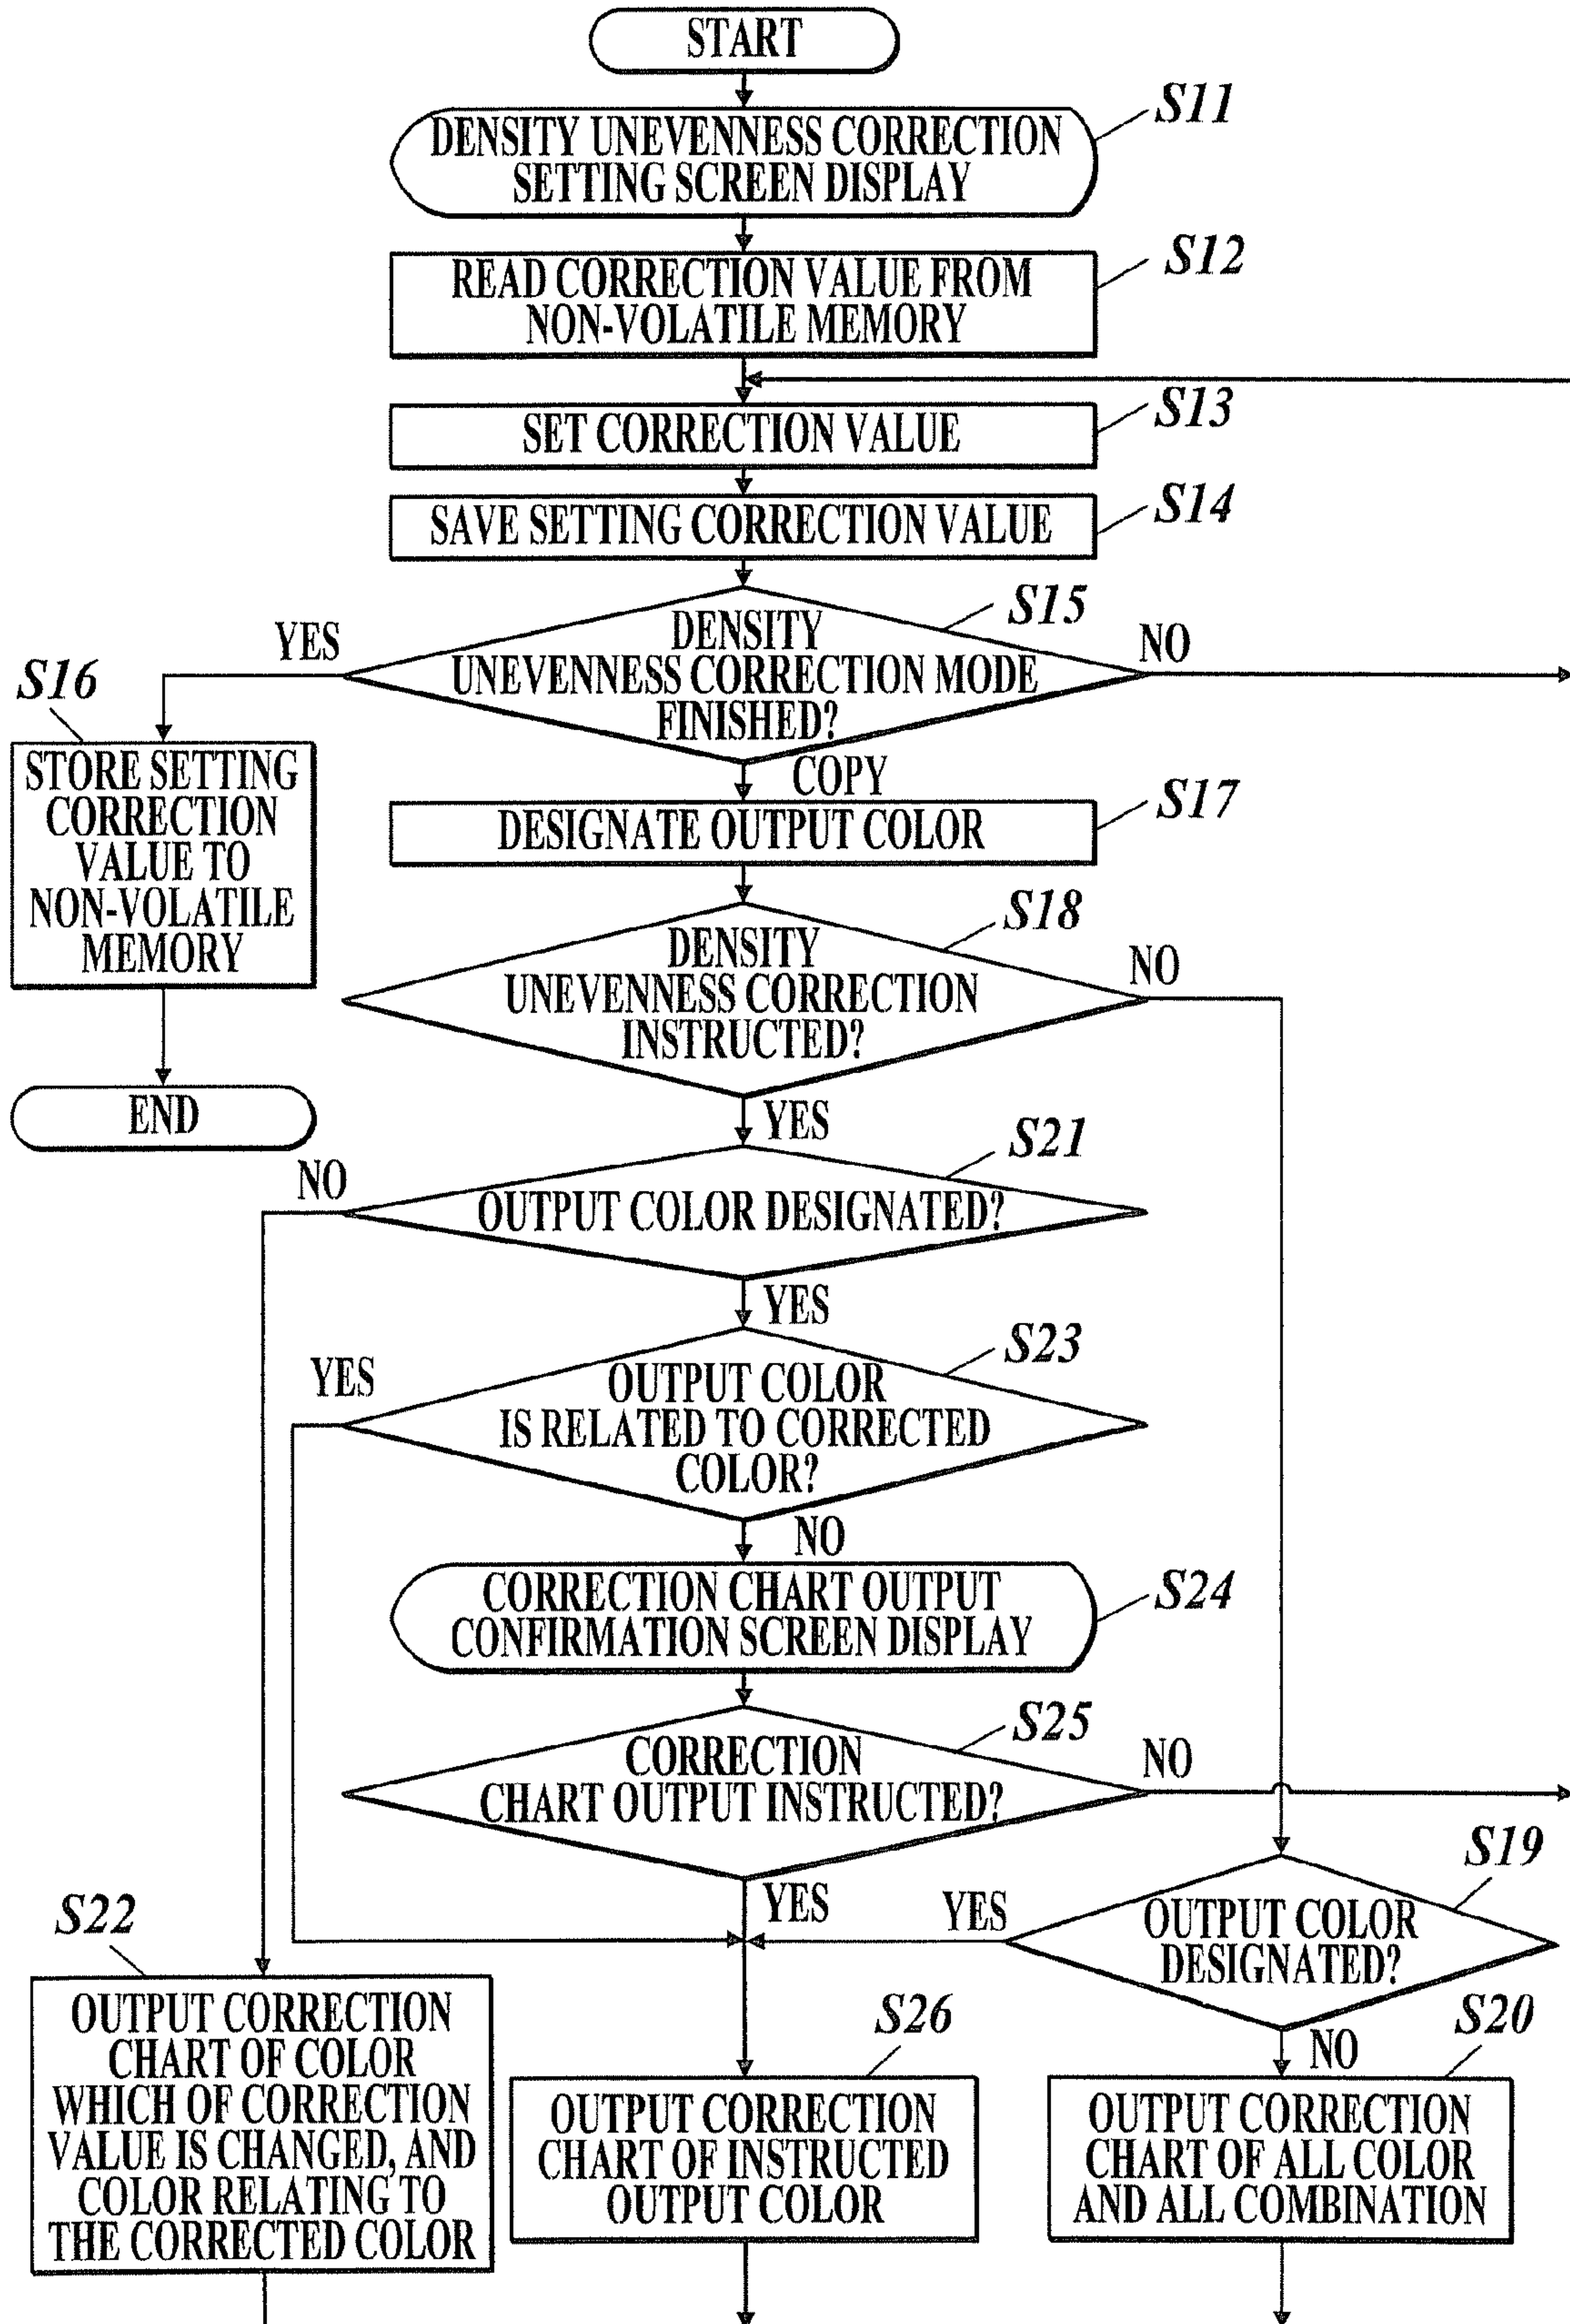 START
S11
DENSITY UNEVENNESS CORRECTION
SETTING SCREEN DISPLAY
S12
READ CORRECTION VALUE FROM
NON-VOLATILE MEMORY
S13
SET CORRECTION VALUE
S14
SAVE SETTING CORRECTION VALUE
S15
DENSITY
UNEVENNESS CORRECTION MODE
FINISHED?
YES
NO
COPY
S16
STORE SETTING
CORRECTION
VALUE TO
NON-VOLATILE
MEMORY
END
S17
DESIGNATE OUTPUT COLOR
S18
DENSITY
UNEVENNESS CORRECTION
INSTRUCTED?
NO
YES
S21
OUTPUT COLOR DESIGNATED?
NO
YES
S23
OUTPUT COLOR
IS RELATED TO CORRECTED
COLOR?
YES
NO
S24
CORRECTION CHART OUTPUT
CONFIRMATION SCREEN DISPLAY
S25
CORRECTION
CHART OUTPUT INSTRUCTED?
NO
YES
S19
OUTPUT COLOR
DESIGNATED?
YES
NO
S22
OUTPUT CORRECTION
CHART OF COLOR
WHICH OF CORRECTION
VALUE IS CHANGED, AND
COLOR RELATING TO
THE CORRECTED COLOR
S26
OUTPUT CORRECTION
CHART OF INSTRUCTED
OUTPUT COLOR
S20
OUTPUT CORRECTION
CHART OF ALL COLOR
AND ALL COMBINATION